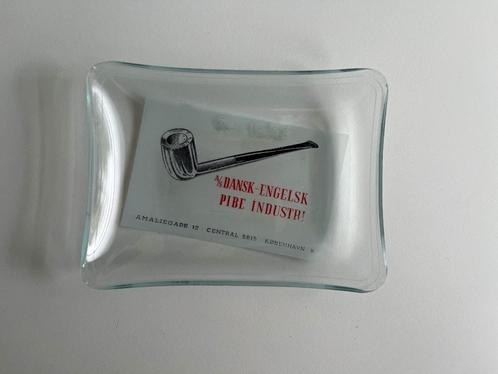 A/S DANSK-ENGELSK
PIBE INDUSTRI
AMALIEGADE 12 CENTRAL 5815 KØBENHAVN K